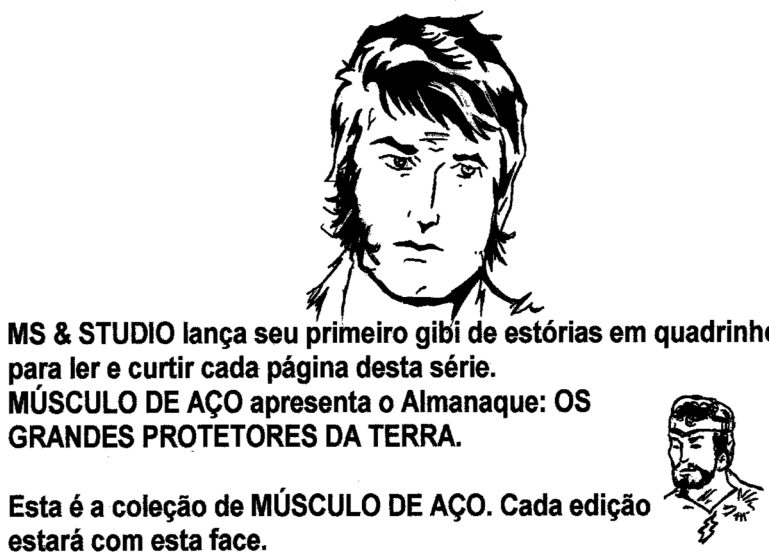 MS & STUDIO lança seu primeiro gibi de estórias em quadrinho
para ler e curtir cada página desta série.
MÚSCULO DE AÇO apresenta o Almanaque: OS
GRANDES PROTETORES DA TERRA.
Esta é a coleção de MÚSCULO DE AÇO. Cada edição
estará com esta face.